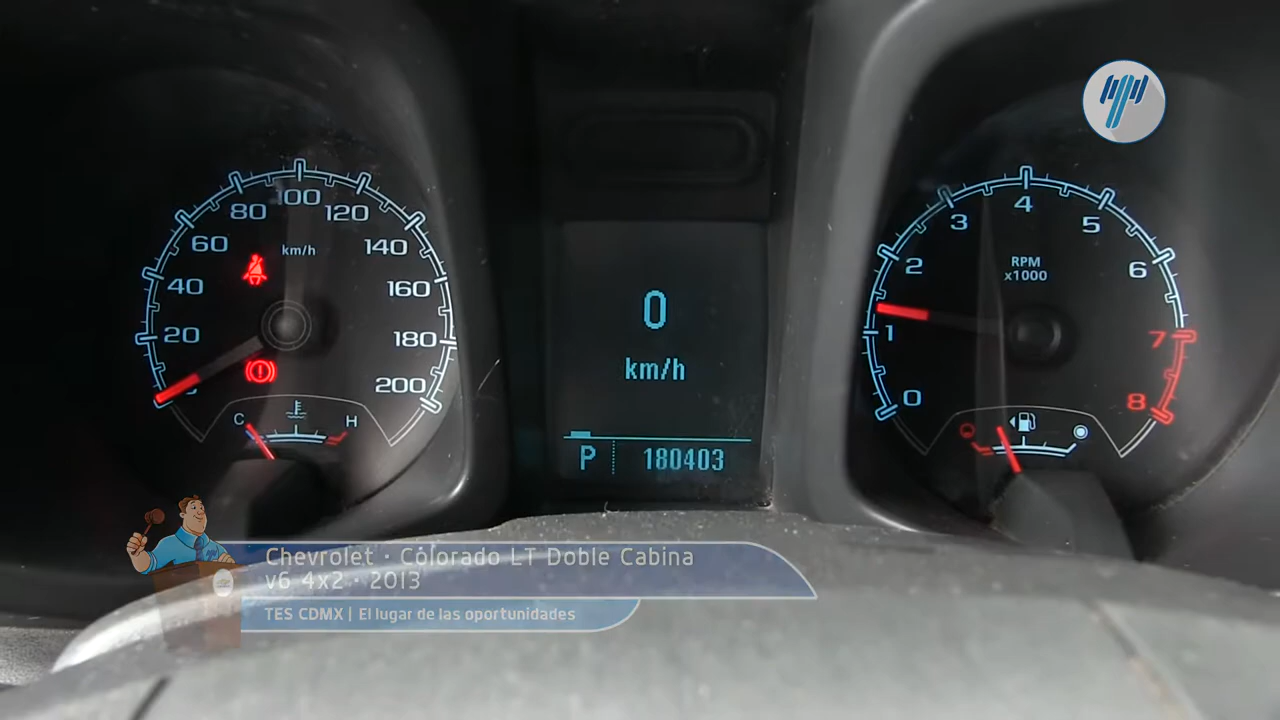 0
20
40
60
80
100
120
140
160
180
200
km/h
C
H
0
km/h
P 180403
0
1
2
3
4
5
6
7
8
RPM
x1000
Chevrolet · Colorado LT Doble Cabina
v6 4x2 · 2013
TES CDMX | El lugar de las oportunidades